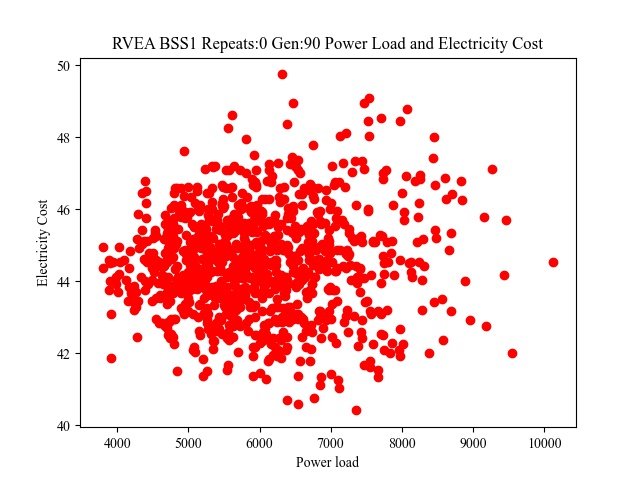 RVEA BSS1 Repeats:0 Gen:90 Power Load and Electricity Cost
50
48
46
44
42
40
Electricity Cost
4000 5000 6000 7000 8000 9000 10000
Power load